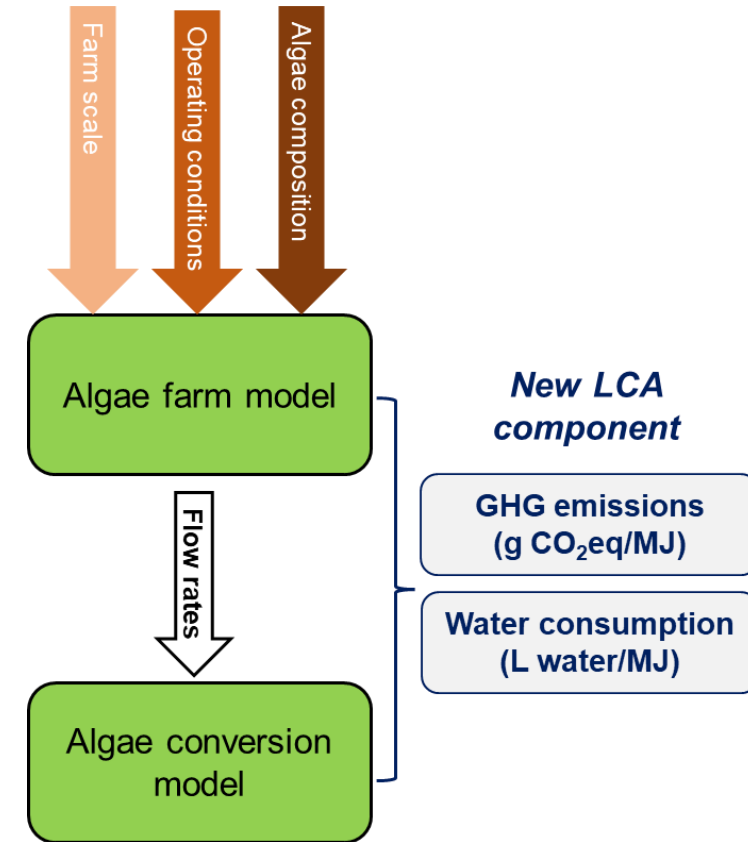 Farm scale
Operating conditions
Algae composition
Algae farm model
New LCA
component
GHG emissions
(g CO₂eq/MJ)
Flow rates
Water consumption
(L water/MJ)
Algae conversion
model